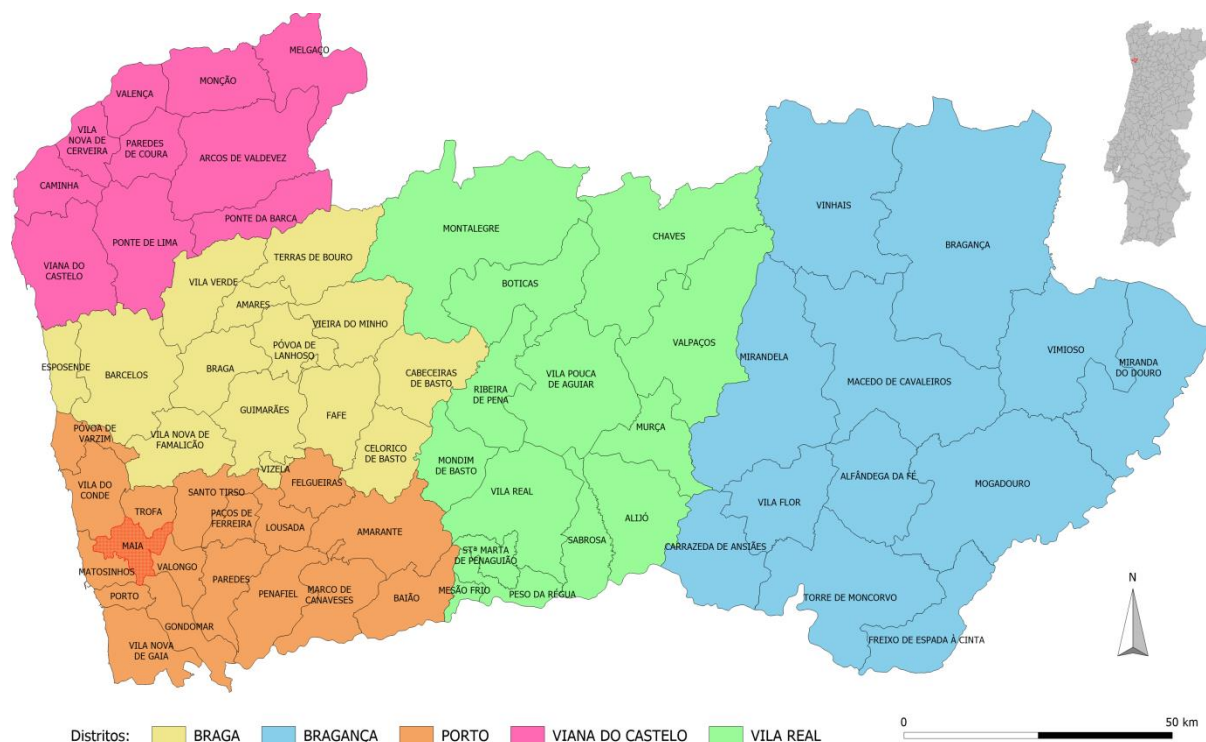 MELGAÇO
MONÇÃO
VALENÇA
VILA
NOVA DE
CERVEIRA
PAREDES
DE COURA
ARCOS DE VALDEVEZ
CAMINHA
PONTE DA BARCA
PONTE DE LIMA
VIANA DO
CASTELO
TERRAS DE BOURO
VILA VERDE
AMARES
VIEIRA DO MINHO
PÓVOA DE
LANHOSO
ESPOSENDE
BARCELOS
BRAGA
CABECEIRAS
DE BASTO
GUIMARÃES
FAFE
VILA NOVA DE
FAMALICÃO
CELORICO
DE BASTO
VIZELA
MONTALEGRE
CHAVES
BOTICAS
VALPAÇOS
VILA POUCA
DE AGUIAR
RIBEIRA
DE PENA
MURÇA
MONDIM
DE BASTO
VILA REAL
ALIJÓ
SABROSA
STª MARTA
DE PENAGUIÃO
MESÃO FRIO
PESO DA RÉGUA
VINHAIS
BRAGANÇA
MIRANDELA
MACEDO DE CAVALEIROS
VIMIOSO
MIRANDA
DO DOURO
ALFÂNDEGA DA FÉ
MOGADOURO
VILA FLOR
CARRAZEDA DE ANSIÃES
TORRE DE MONCORVO
FREIXO DE ESPADA À CINTA
PÓVOA DE
VARZIM
VILA DO
CONDE
TROFA
SANTO TIRSO
PAÇOS DE
FERREIRA
FELGUEIRAS
LOUSADA
AMARANTE
MAIA
MATOSINHOS
VALONGO
PORTO
PAREDES
PENAFIEL
MARCO DE
CANAVESES
BAIÃO
GONDOMAR
VILA NOVA
DE GAIA
N
0 50 km
Distritos: BRAGA BRAGANÇA PORTO VIANA DO CASTELO VILA REAL